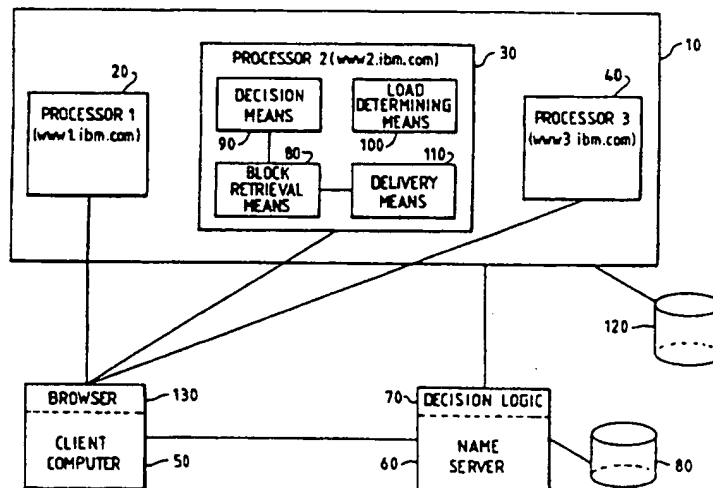 10
20
PROCESSOR 1
(www1.ibm.com)
PROCESSOR 2 (www2.ibm.com)
30
DECISION
MEANS
90
LOAD
DETERMINING
MEANS
100
80
BLOCK
RETRIEVAL
MEANS
110
DELIVERY
MEANS
40
PROCESSOR 3
(www3 ibm.com)
120
BROWSER
130
CLIENT
COMPUTER
50
70
DECISION LOGIC
60
NAME
SERVER
80